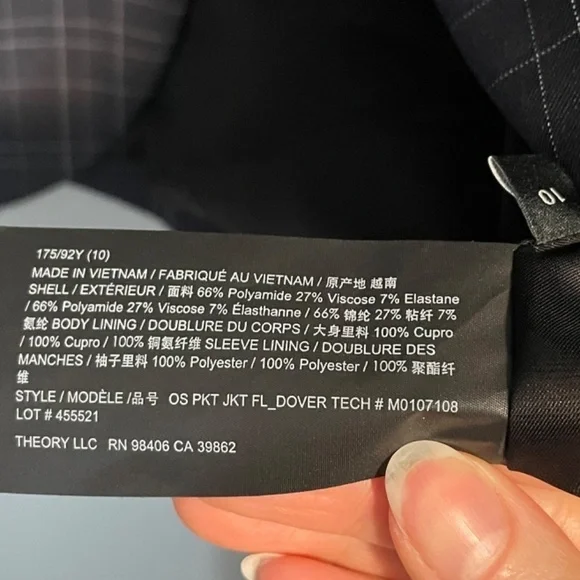 10
175/92Y (10)
MADE IN VIETNAM / FABRIQUÉ AU VIETNAM / 原产地 越南
SHELL / EXTÉRIEUR / 面料 66% Polyamide 27% Viscose 7% Elastane
/ 66% Polyamide 27% Viscose 7% Élasthanne / 66% 锦纶 27% 粘纤 7%
氨纶 BODY LINING / DOUBLURE DU CORPS / 大身里料 100% Cupro
/ 100% Cupro / 100% 铜氨纤维 SLEEVE LINING / DOUBLURE DES
MANCHES / 柚子里料 100% Polyester / 100% Polyester / 100% 聚酯纤
维
STYLE / MODÈLE /品号 OS PKT JKT FL_DOVER TECH # M0107108
LOT # 455521
THEORY LLC RN 98406 CA 39862